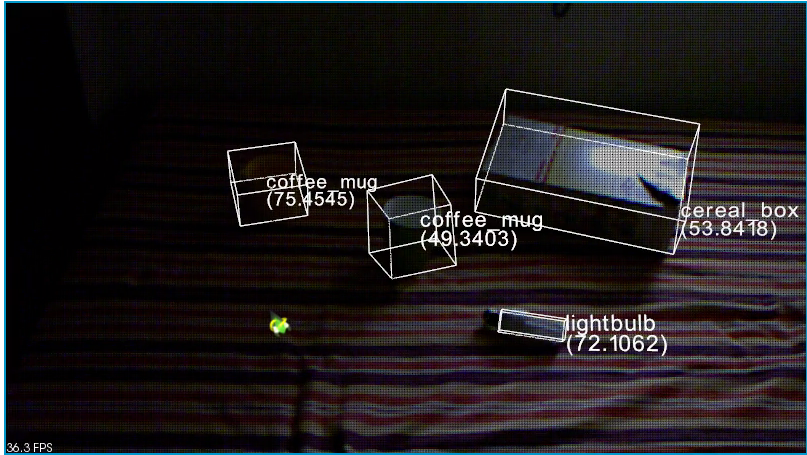 coffee_mug
(75.4545)
coffee_mug
(49.3403)
cereal_box
(53.8418)
lightbulb
(72.1062)
36.3 FPS